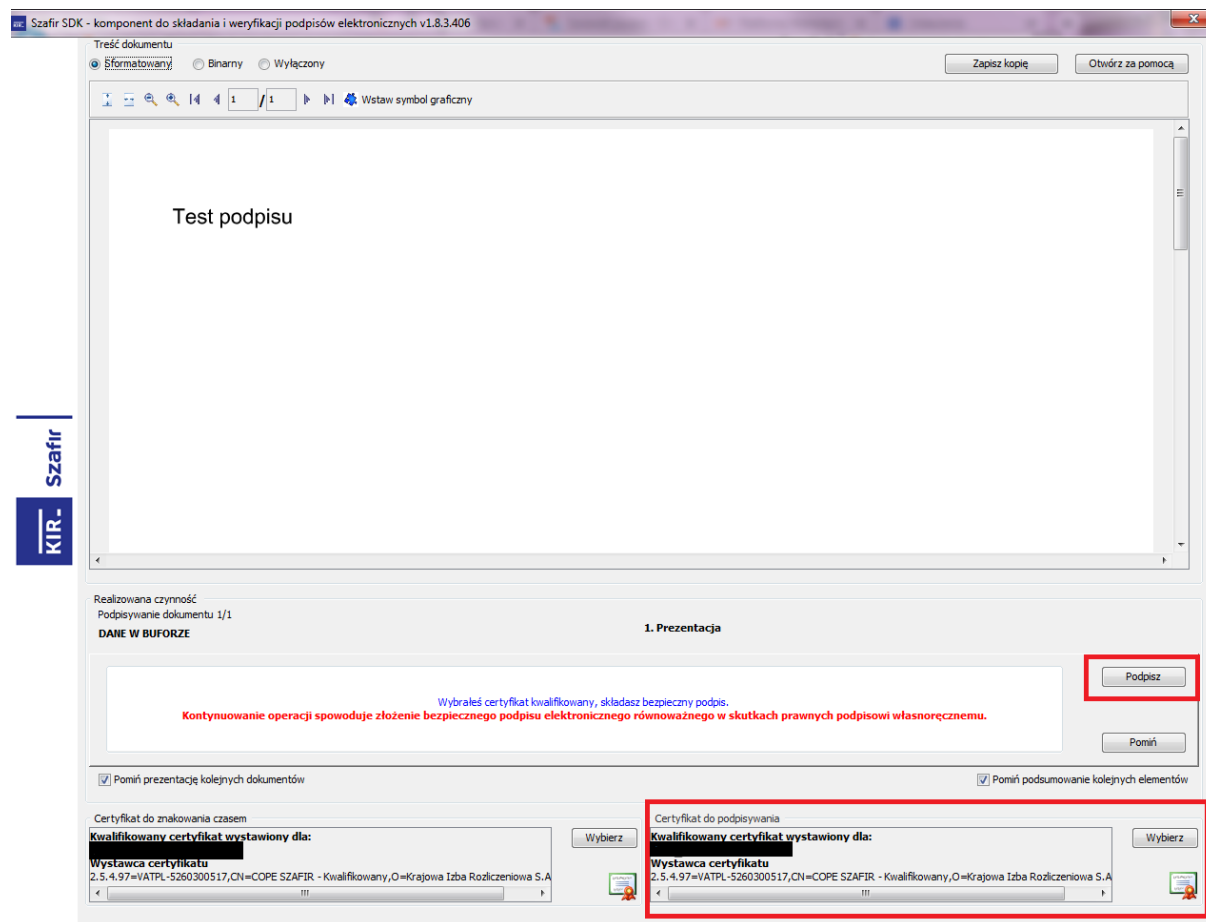 Szafir SDK - komponent do składania i weryfikacji podpisów elektronicznych v1.8.3.406
Treść dokumentu
Sformatowany Binarny Wyłączony Zapisz kopię Otwórz za pomocą
1 / 1 Wstaw symbol graficzny
Test podpisu
KIR Szafir
Realizowana czynność
Podpisywanie dokumentu 1/1
DANE W BUFORZE
1. Prezentacja
Wybrałeś certyfikat kwalifikowany, składasz bezpieczny podpis.
Kontynuowanie operacji spowoduje złożenie bezpiecznego podpisu elektronicznego równoważnego w skutkach prawnych podpisowi własnoręcznemu.
Podpisz
Pomiń
Pomiń prezentację kolejnych dokumentów
Pomiń podsumowanie kolejnych elementów
Certyfikat do znakowania czasem
Kwalifikowany certyfikat wystawiony dla:
Wystawca certyfikatu
2.5.4.97=VATPL-5260300517,CN=COPE SZAFIR - Kwalifikowany,O=Krajowa Izba Rozliczeniowa S.A
Wybierz
Certyfikat do podpisywania
Kwalifikowany certyfikat wystawiony dla:
Wystawca certyfikatu
2.5.4.97=VATPL-5260300517,CN=COPE SZAFIR - Kwalifikowany,O=Krajowa Izba Rozliczeniowa S.A
Wybierz